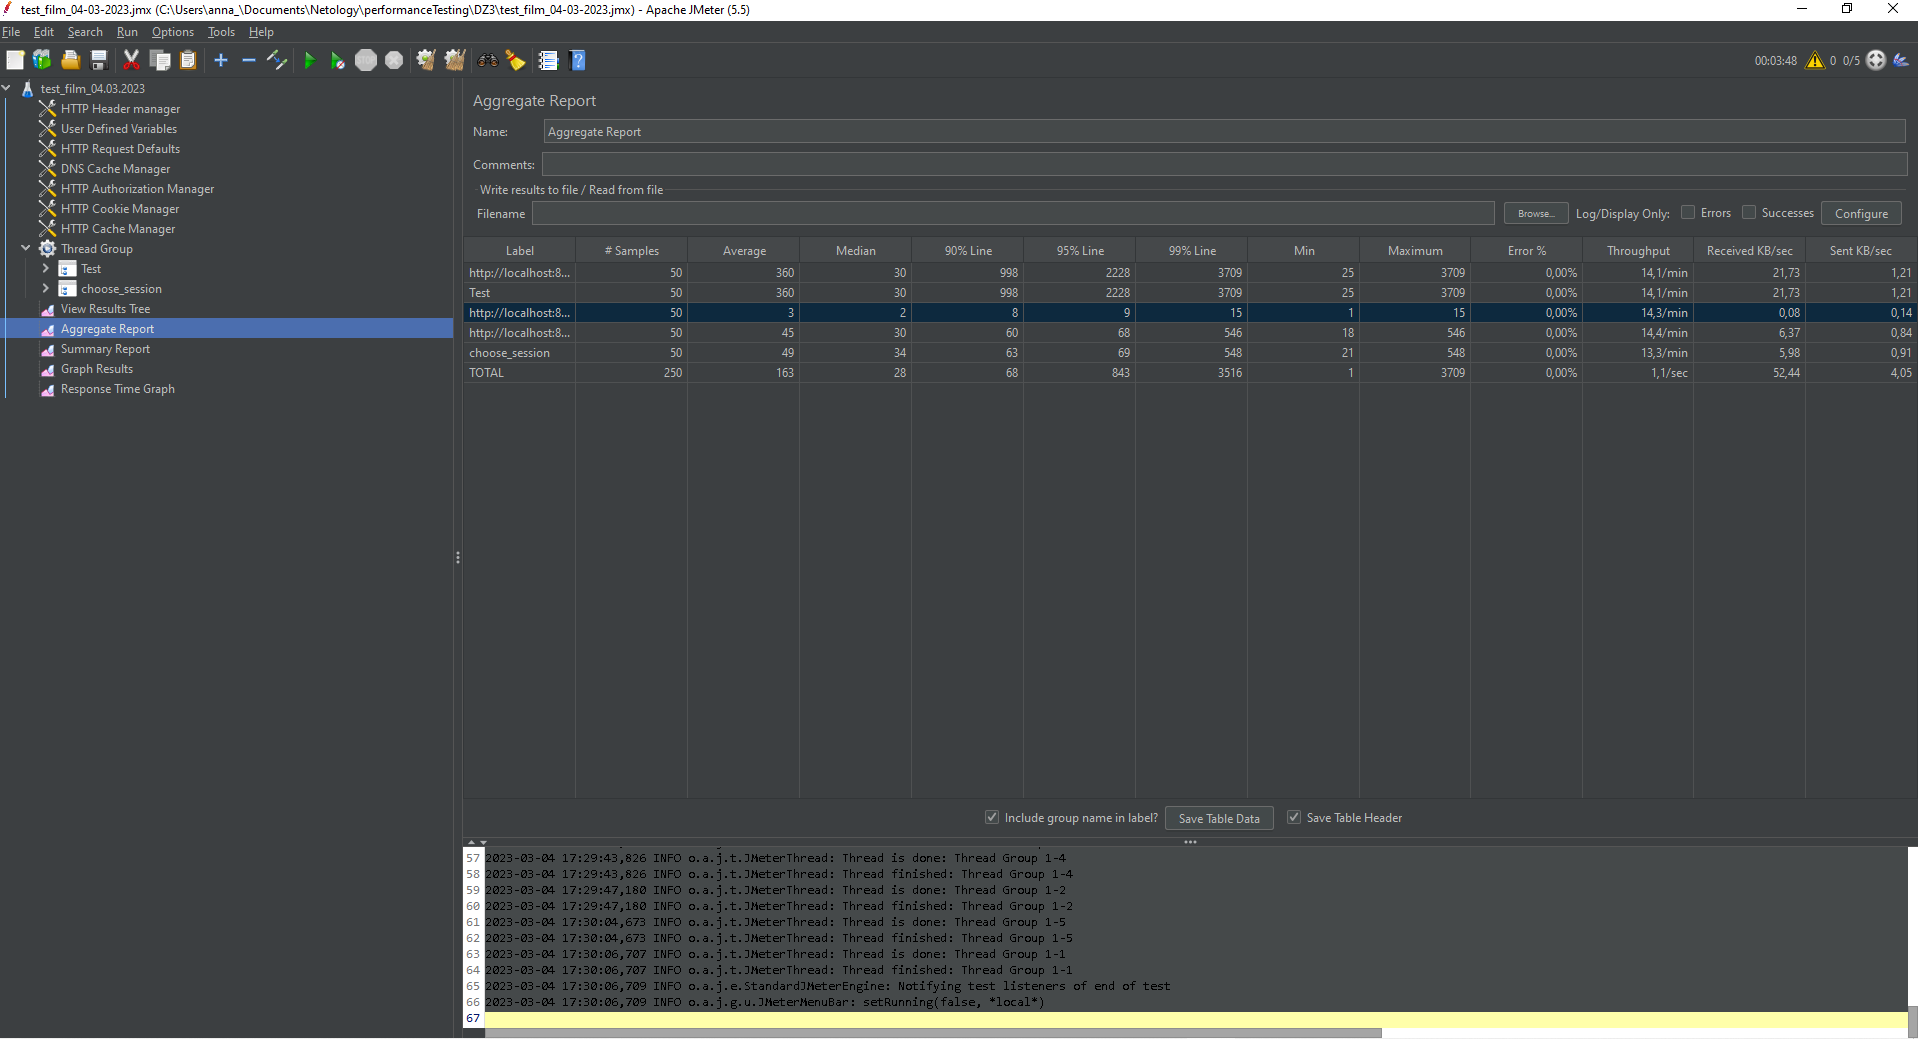 test_film_04-03-2023.jmx (C:\Users\anna_\Documents\Netology\performanceTesting\DZ3\test_film_04-03-2023.jmx) - Apache JMeter (5.5)
File Edit Search Run Options Tools Help
00:03:48 0 0/5
test_film_04.03.2023
HTTP Header manager
User Defined Variables
HTTP Request Defaults
DNS Cache Manager
HTTP Authorization Manager
HTTP Cookie Manager
HTTP Cache Manager
Thread Group
Test
choose_session
View Results Tree
Aggregate Report
Summary Report
Graph Results
Response Time Graph
Aggregate Report
Name: Aggregate Report
Comments:
Write results to file / Read from file
Filename Browse... Log/Display Only: Errors Successes Configure
Label # Samples Average Median 90% Line 95% Line 99% Line Min Maximum Error % Throughput Received KB/sec Sent KB/sec
http://localhost:8... 50 360 30 998 2228 3709 25 3709 0,00% 14,1/min 21,73 1,21
Test 50 360 30 998 2228 3709 25 3709 0,00% 14,1/min 21,73 1,21
http://localhost:8... 50 3 2 8 9 15 1 15 0,00% 14,3/min 0,08 0,14
http://localhost:8... 50 45 30 60 68 546 18 546 0,00% 14,4/min 6,37 0,84
choose_session 50 49 34 63 69 548 21 548 0,00% 13,3/min 5,98 0,91
TOTAL 250 163 28 68 843 3516 1 3709 0,00% 1,1/sec 52,44 4,05
Include group name in label? Save Table Data Save Table Header
57 2023-03-04 17:29:43,826 INFO o.a.j.t.JMeterThread: Thread is done: Thread Group 1-4
58 2023-03-04 17:29:43,826 INFO o.a.j.t.JMeterThread: Thread finished: Thread Group 1-4
59 2023-03-04 17:29:47,180 INFO o.a.j.t.JMeterThread: Thread is done: Thread Group 1-2
60 2023-03-04 17:29:47,180 INFO o.a.j.t.JMeterThread: Thread finished: Thread Group 1-2
61 2023-03-04 17:30:04,673 INFO o.a.j.t.JMeterThread: Thread is done: Thread Group 1-5
62 2023-03-04 17:30:04,673 INFO o.a.j.t.JMeterThread: Thread finished: Thread Group 1-5
63 2023-03-04 17:30:06,707 INFO o.a.j.t.JMeterThread: Thread is done: Thread Group 1-1
64 2023-03-04 17:30:06,707 INFO o.a.j.t.JMeterThread: Thread finished: Thread Group 1-1
65 2023-03-04 17:30:06,709 INFO o.a.j.e.StandardJMeterEngine: Notifying test listeners of end of test
66 2023-03-04 17:30:06,709 INFO o.a.j.g.u.JMeterMenuBar: setRunning(false, *local*)
67